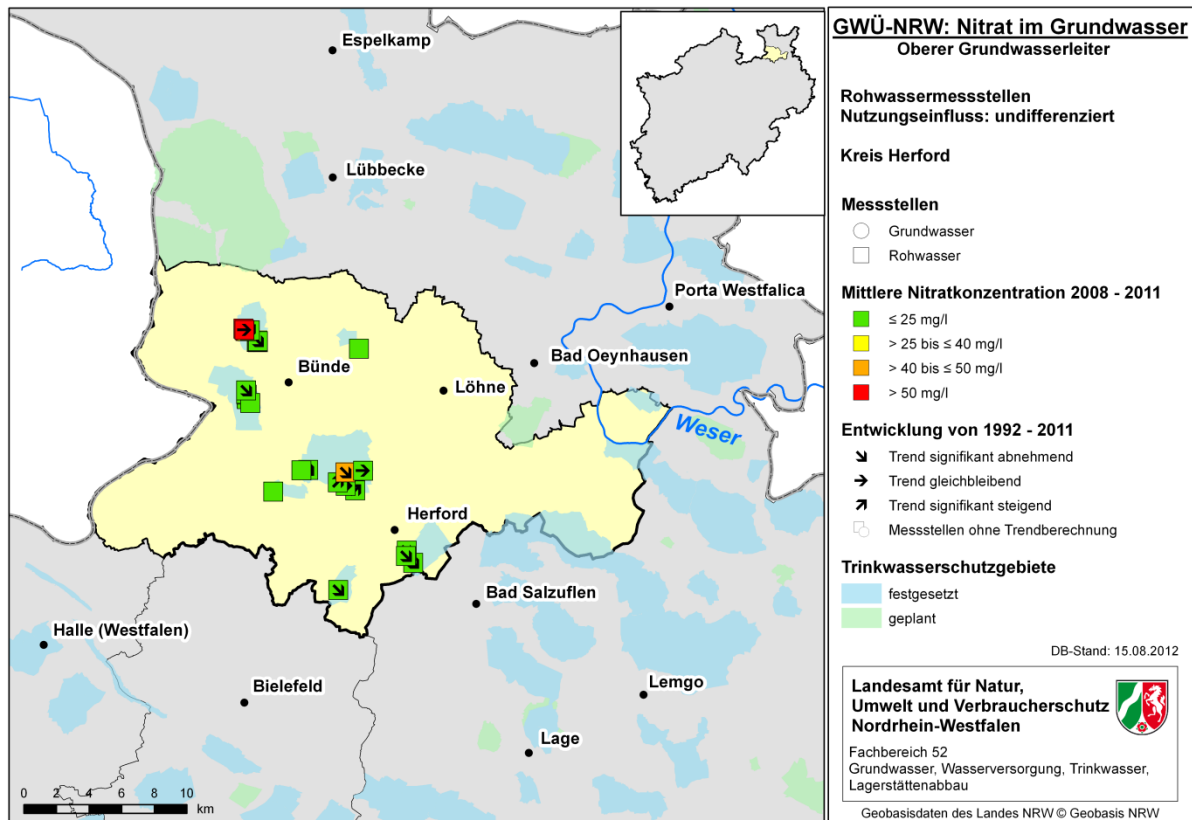 Espelkamp
Lübbecke
Porta Westfalica
Bad Oeynhausen
Bünde
Löhne
Weser
Herford
Bad Salzuflen
Halle (Westfalen)
Bielefeld
Lemgo
Lage
0 2 4 6 8 10
km
GWÜ-NRW: Nitrat im Grundwasser
Oberer Grundwasserleiter
Rohwassermessstellen
Nutzungseinfluss: undifferenziert
Kreis Herford
Messstellen
Grundwasser
Rohwasser
Mittlere Nitratkonzentration 2008 - 2011
≤ 25 mg/l
> 25 bis ≤ 40 mg/l
> 40 bis ≤ 50 mg/l
> 50 mg/l
Entwicklung von 1992 - 2011
Trend signifikant abnehmend
Trend gleichbleibend
Trend signifikant steigend
Messstellen ohne Trendberechnung
Trinkwasserschutzgebiete
festgesetzt
geplant
DB-Stand: 15.08.2012
Landesamt für Natur,
Umwelt und Verbraucherschutz
Nordrhein-Westfalen
Fachbereich 52
Grundwasser, Wasserversorgung, Trinkwasser,
Lagerstättenabbau
Geobasisdaten des Landes NRW © Geobasis NRW